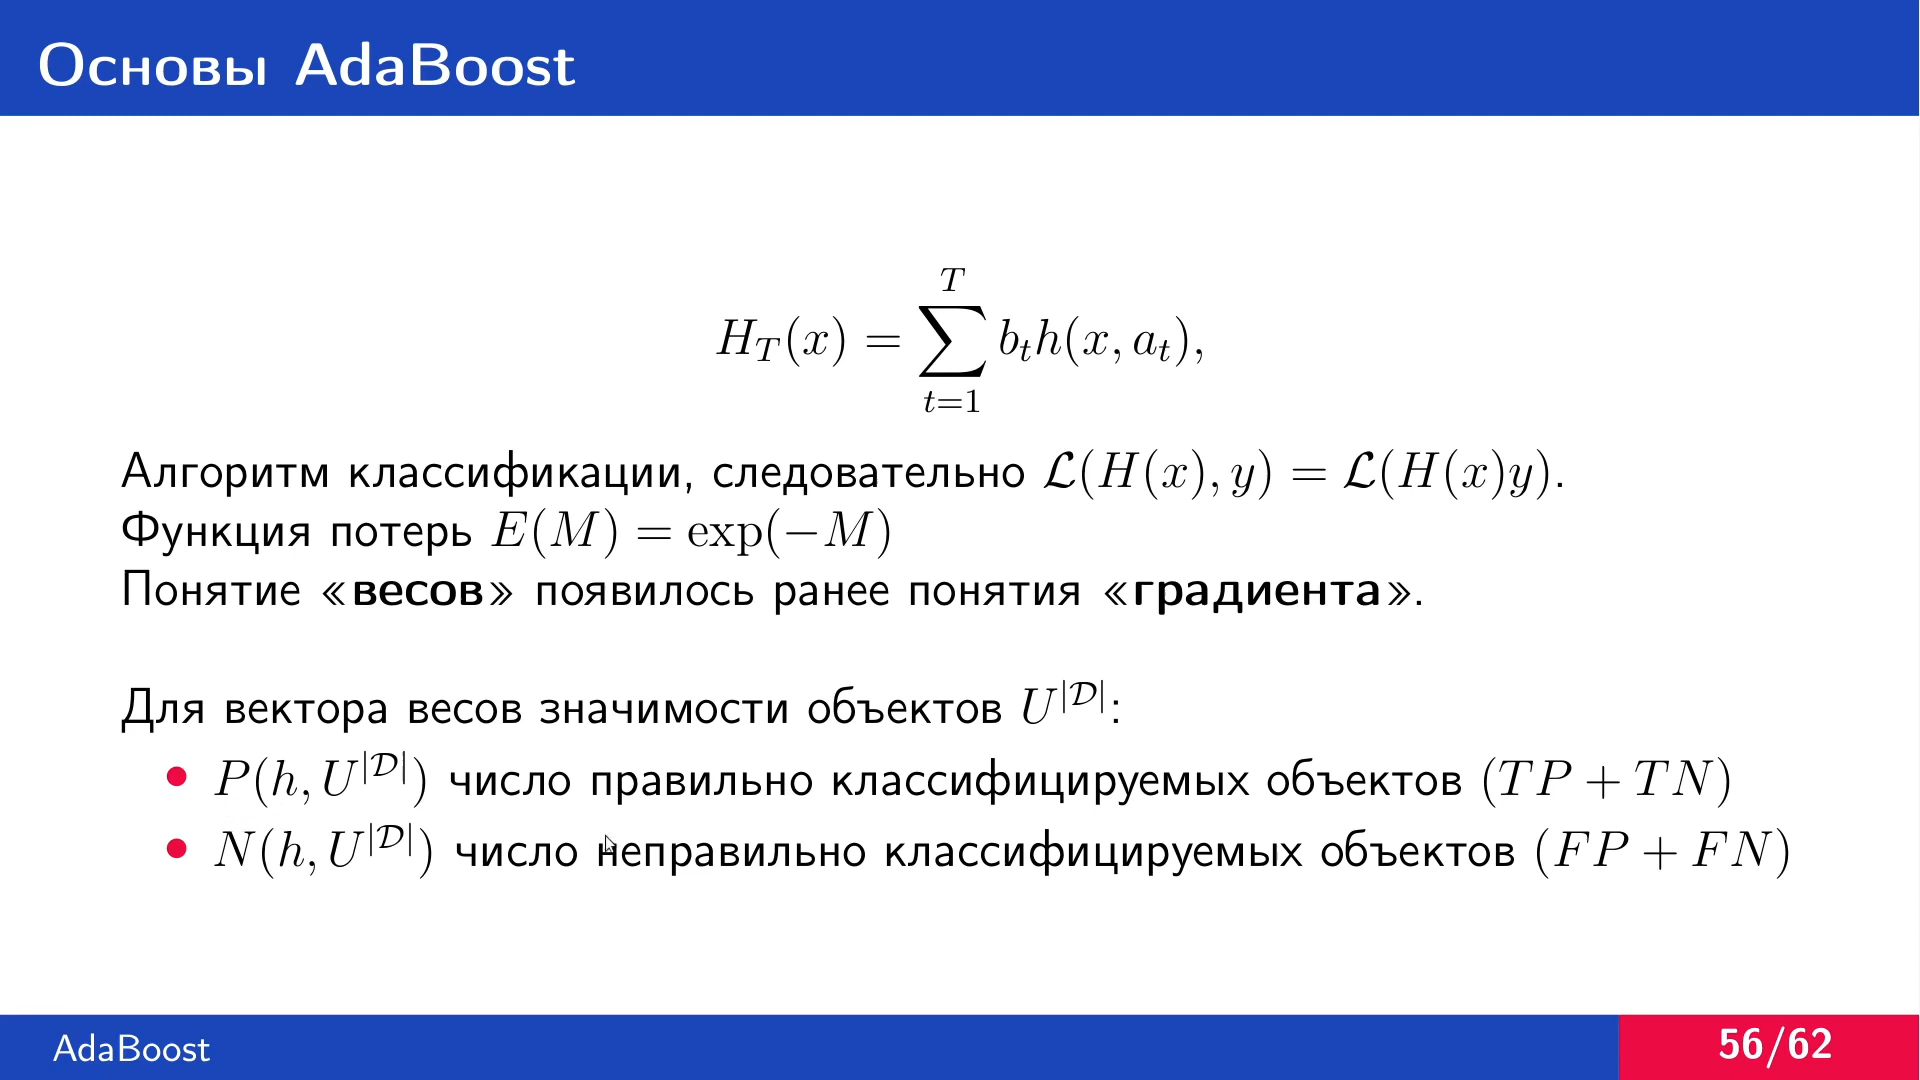 Основы AdaBoost
$H_T(x) = \sum_{t=1}^{T} b_t h(x, a_t),$
Алгоритм классификации, следовательно $\mathcal{L}(H(x), y) = \mathcal{L}(H(x)y)$.
Функция потерь $E(M) = \exp(-M)$
Понятие «весов» появилось ранее понятия «градиента».
Для вектора весов значимости объектов $U^{|\mathcal{D}|}$:
• $P(h, U^{|\mathcal{D}|})$ число правильно классифицируемых объектов $(TP + TN)$
• $N(h, U^{|\mathcal{D}|})$ число неправильно классифицируемых объектов $(FP + FN)$
AdaBoost
56/62